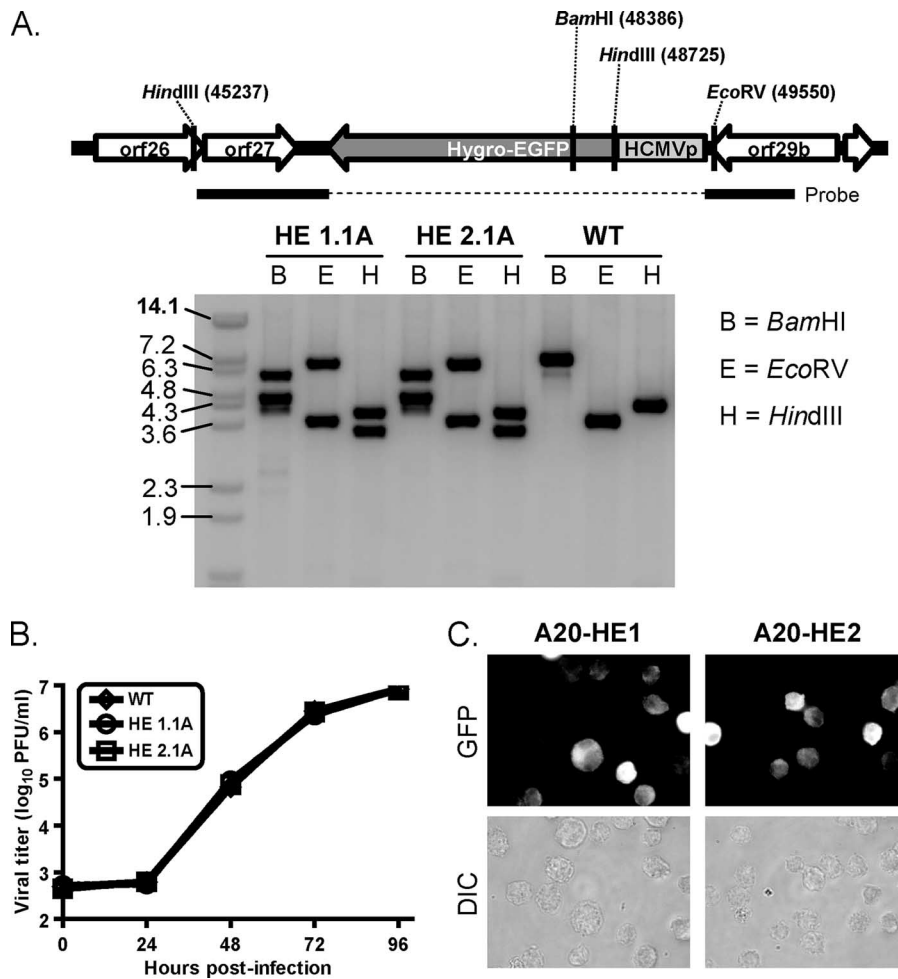 A.
BamHI (48386)
HindIII (48725)
HindIII (45237)
EcoRV (49550)
orf26
orf27
Hygro-EGFP
HCMVp
orf29b
Probe
HE 1.1A
HE 2.1A
WT
B E H B E H B E H
14.1
7.2
6.3
4.8
4.3
3.6
2.3
1.9
B = BamHI
E = EcoRV
H = HindIII
B.
WT
HE 1.1A
HE 2.1A
Viral titer (log10 PFU/ml)
7
6
5
4
3
2
0 24 48 72 96
Hours post-infection
C.
A20-HE1
A20-HE2
GFP
DIC